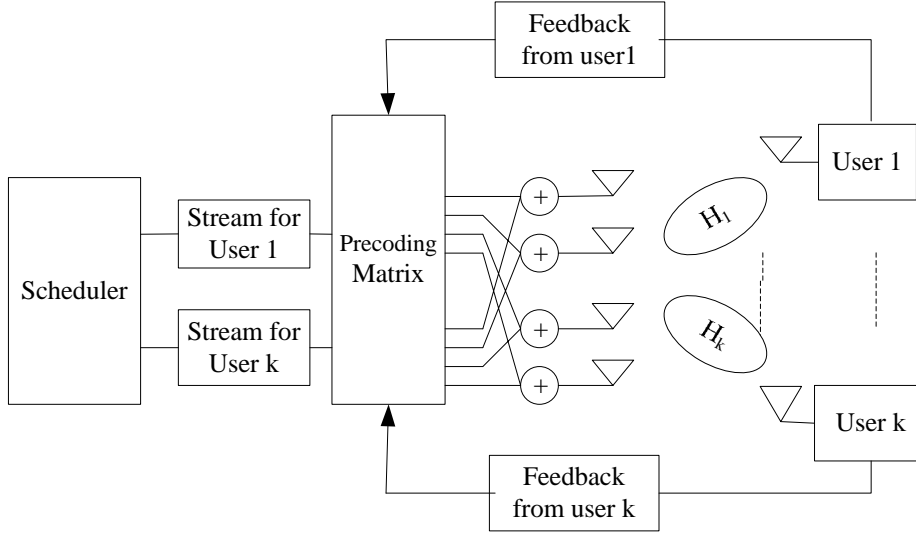 Feedback
from user1
User 1
Stream for
User 1
Precoding
Matrix
Scheduler
H1
+
+
+
+
Stream for
User k
Hk
User k
Feedback
from user k